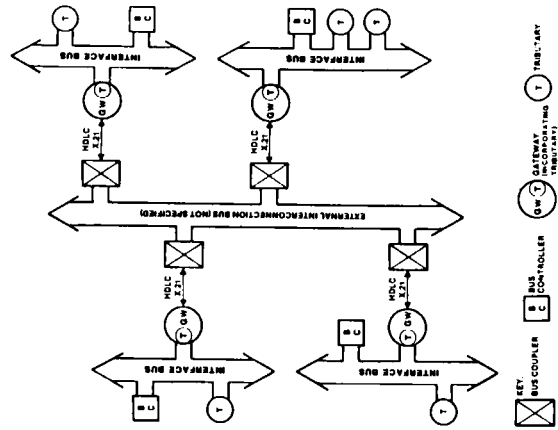 B
C
T
INTERFACE BUS
T GW
HDLC
X.21
T
INTERFACE BUS
B
C
GW T
HDLC
X.21
EXTERNAL INTERCONNECTION BUS (NOT SPECIFIED)
B
C
T
INTERFACE BUS
T GW
HDLC
X.21
B
C
T
T
INTERFACE BUS
GW T
HDLC
X.21
KEY:
BUS COUPLER
B
C
BUS
CONTROLLER
GW T
GATEWAY
(INCORPORATING
TRIBUTARY)
T
TRIBUTARY